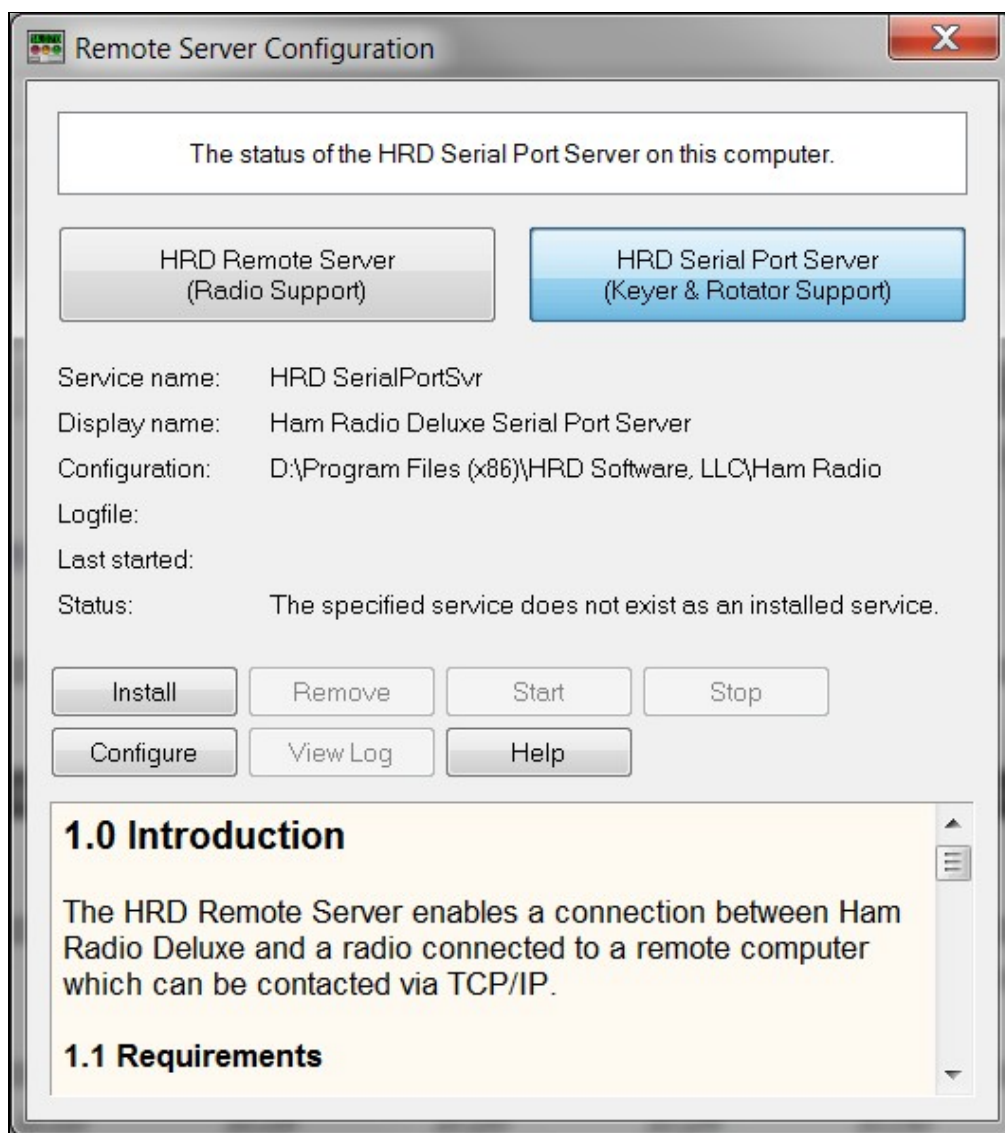 Remote Server Configuration
The status of the HRD Serial Port Server on this computer.
HRD Remote Server
(Radio Support)
HRD Serial Port Server
(Keyer & Rotator Support)
Service name: HRD SerialPortSvr
Display name: Ham Radio Deluxe Serial Port Server
Configuration: D:\Program Files (x86)\HRD Software, LLC\Ham Radio
Logfile:
Last started:
Status: The specified service does not exist as an installed service.
Install Remove Start Stop
Configure View Log Help
1.0 Introduction
The HRD Remote Server enables a connection between Ham
Radio Deluxe and a radio connected to a remote computer
which can be contacted via TCP/IP.
1.1 Requirements